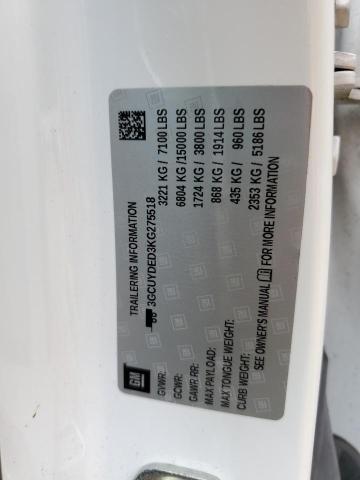 GM
TRAILERING INFORMATION
3GCUYDED3KG275518
GVWR: 3221 KG / 7100 LBS
GCWR: 6804 KG / 15000 LBS
GAWR RR: 1724 KG / 3800 LBS
MAX PAYLOAD: 868 KG / 1914 LBS
MAX TONGUE WEIGHT: 435 KG / 960 LBS
CURB WEIGHT: 2353 KG / 5186 LBS
SEE OWNER'S MANUAL FOR MORE INFORMATION